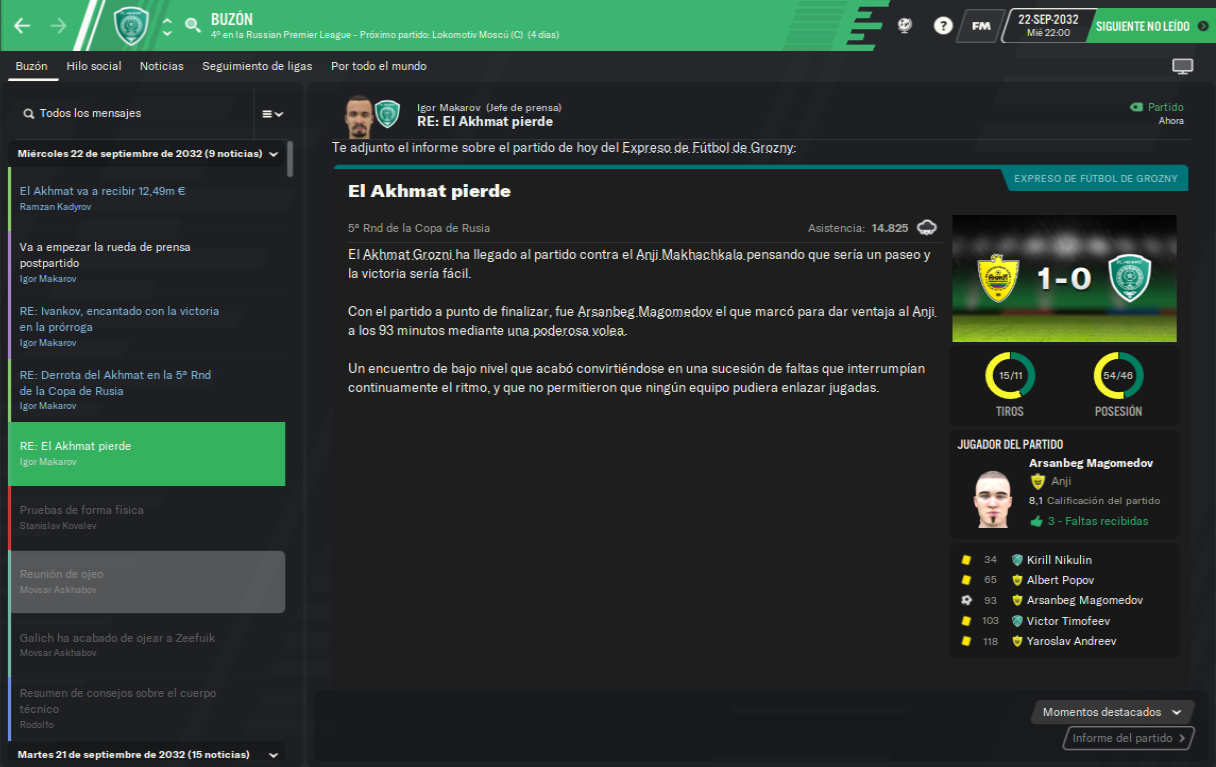 BUZÓN
4º en la Russian Premier League - Próximo partido: Lokomotiv Moscú (C) (4 días)
?
FM
22-SEP-2032
Mié 22:00
SIGUIENTE NO LEÍDO
Buzón
Hilo social
Noticias
Seguimiento de ligas
Por todo el mundo
Todos los mensajes
Miércoles 22 de septiembre de 2032 (9 noticias)
El Akhmat va a recibir 12,49m €
Ramzan Kadyrov
Va a empezar la rueda de prensa
postpartido
Igor Makarov
RE: Ivankov, encantado con la victoria
en la prórroga
Igor Makarov
RE: Derrota del Akhmat en la 5ª Rnd
de la Copa de Rusia
Igor Makarov
RE: El Akhmat pierde
Igor Makarov
Pruebas de forma física
Stanislav Kovalev
Reunión de ojeo
Movsar Askhabov
Galich ha acabado de ojear a Zeefuik
Movsar Askhabov
Resumen de consejos sobre el cuerpo
técnico
Rodolfo
Martes 21 de septiembre de 2032 (15 noticias)
Igor Makarov (Jefe de prensa)
RE: El Akhmat pierde
Partido
Ahora
Te adjunto el informe sobre el partido de hoy del Expreso de Fútbol de Grozny:
EXPRESO DE FÚTBOL DE GROZNY
El Akhmat pierde
5ª Rnd de la Copa de Rusia
Asistencia: 14.825
El Akhmat Grozni ha llegado al partido contra el Anji Makhachkala pensando que sería un paseo y
la victoria sería fácil.
Con el partido a punto de finalizar, fue Arsanbeg Magomedov el que marcó para dar ventaja al Anji
a los 93 minutos mediante una poderosa volea.
Un encuentro de bajo nivel que acabó convirtiéndose en una sucesión de faltas que interrumpían
continuamente el ritmo, y que no permitieron que ningún equipo pudiera enlazar jugadas.
1-0
15/11
TIROS
54/46
POSESIÓN
JUGADOR DEL PARTIDO
Arsanbeg Magomedov
Anji
8,1 Calificación del partido
3 - Faltas recibidas
34 Kirill Nikulin
65 Albert Popov
93 Arsanbeg Magomedov
103 Victor Timofeev
118 Yaroslav Andreev
Momentos destacados
Informe del partido